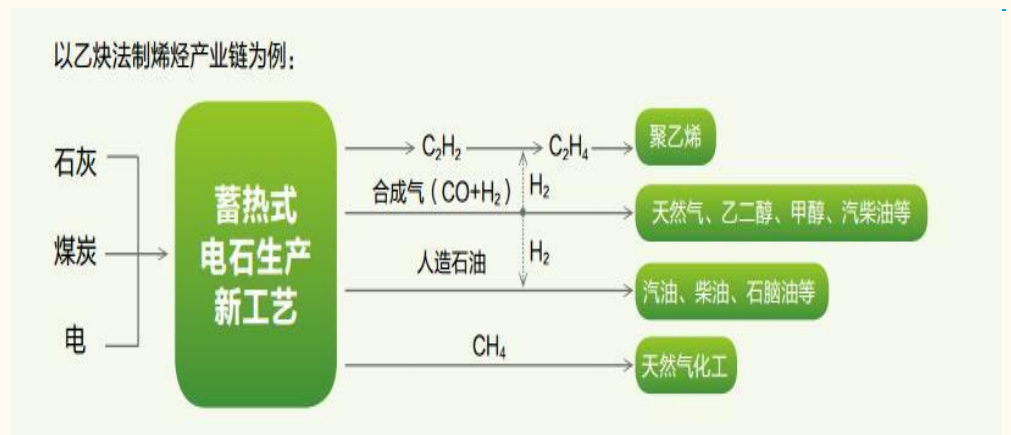 以乙炔法制烯烃产业链为例：
石灰
煤炭
电
蓄热式
电石生产
新工艺
C₂H₂
C₂H₄
聚乙烯
合成气（CO+H₂）
H₂
天然气、乙二醇、甲醇、汽柴油等
人造石油
H₂
汽油、柴油、石脑油等
CH₄
天然气化工